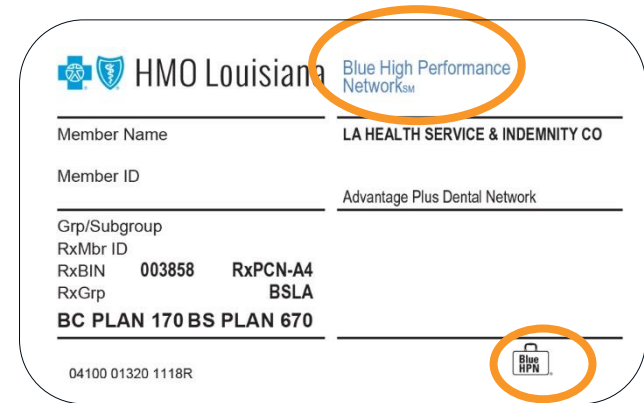 HMO Louisiana
Blue High Performance
Network℠
Member Name
LA HEALTH SERVICE & INDEMNITY CO
Member ID
Advantage Plus Dental Network
Grp/Subgroup
RxMbr ID
RxBIN 003858 RxPCN-A4
RxGrp BSLA
BC PLAN 170 BS PLAN 670
Blue
HPN
04100 01320 1118R